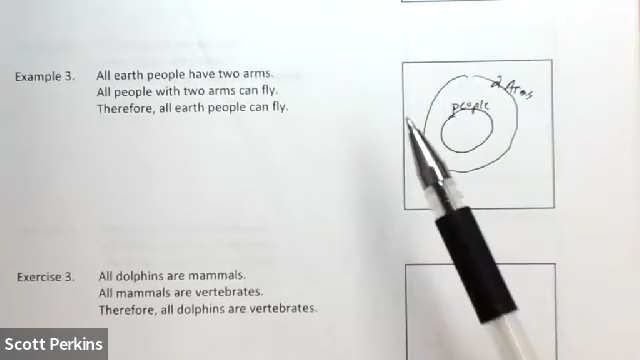 Example 3. All earth people have two arms.
All people with two arms can fly.
Therefore, all earth people can fly.
2 Arms
people
Exercise 3. All dolphins are mammals.
All mammals are vertebrates.
Therefore, all dolphins are vertebrates.
Scott Perkins